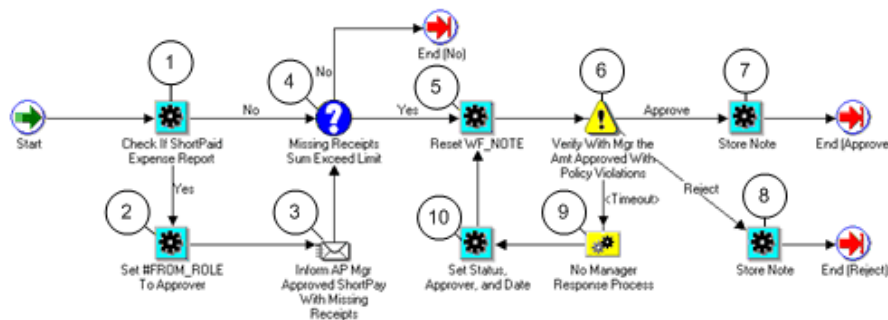 1
4
No
End (No)
5
6
7
Start
Check If ShortPaid
Expense Report
No
Missing Receipts
Sum Exceed Limit
Yes
Reset WF_NOTE
Verify With Mgr the
Amt Approved With
Policy Violations
Approve
Store Note
End (Approve
Yes
2
Set #FROM_ROLE
To Approver
3
Inform AP Mgr
Approved ShortPay
With Missing
Receipts
10
Set Status,
Approver, and Date
<Timeout>
9
No Manager
Response Process
Reject
8
Store Note
End (Reject)